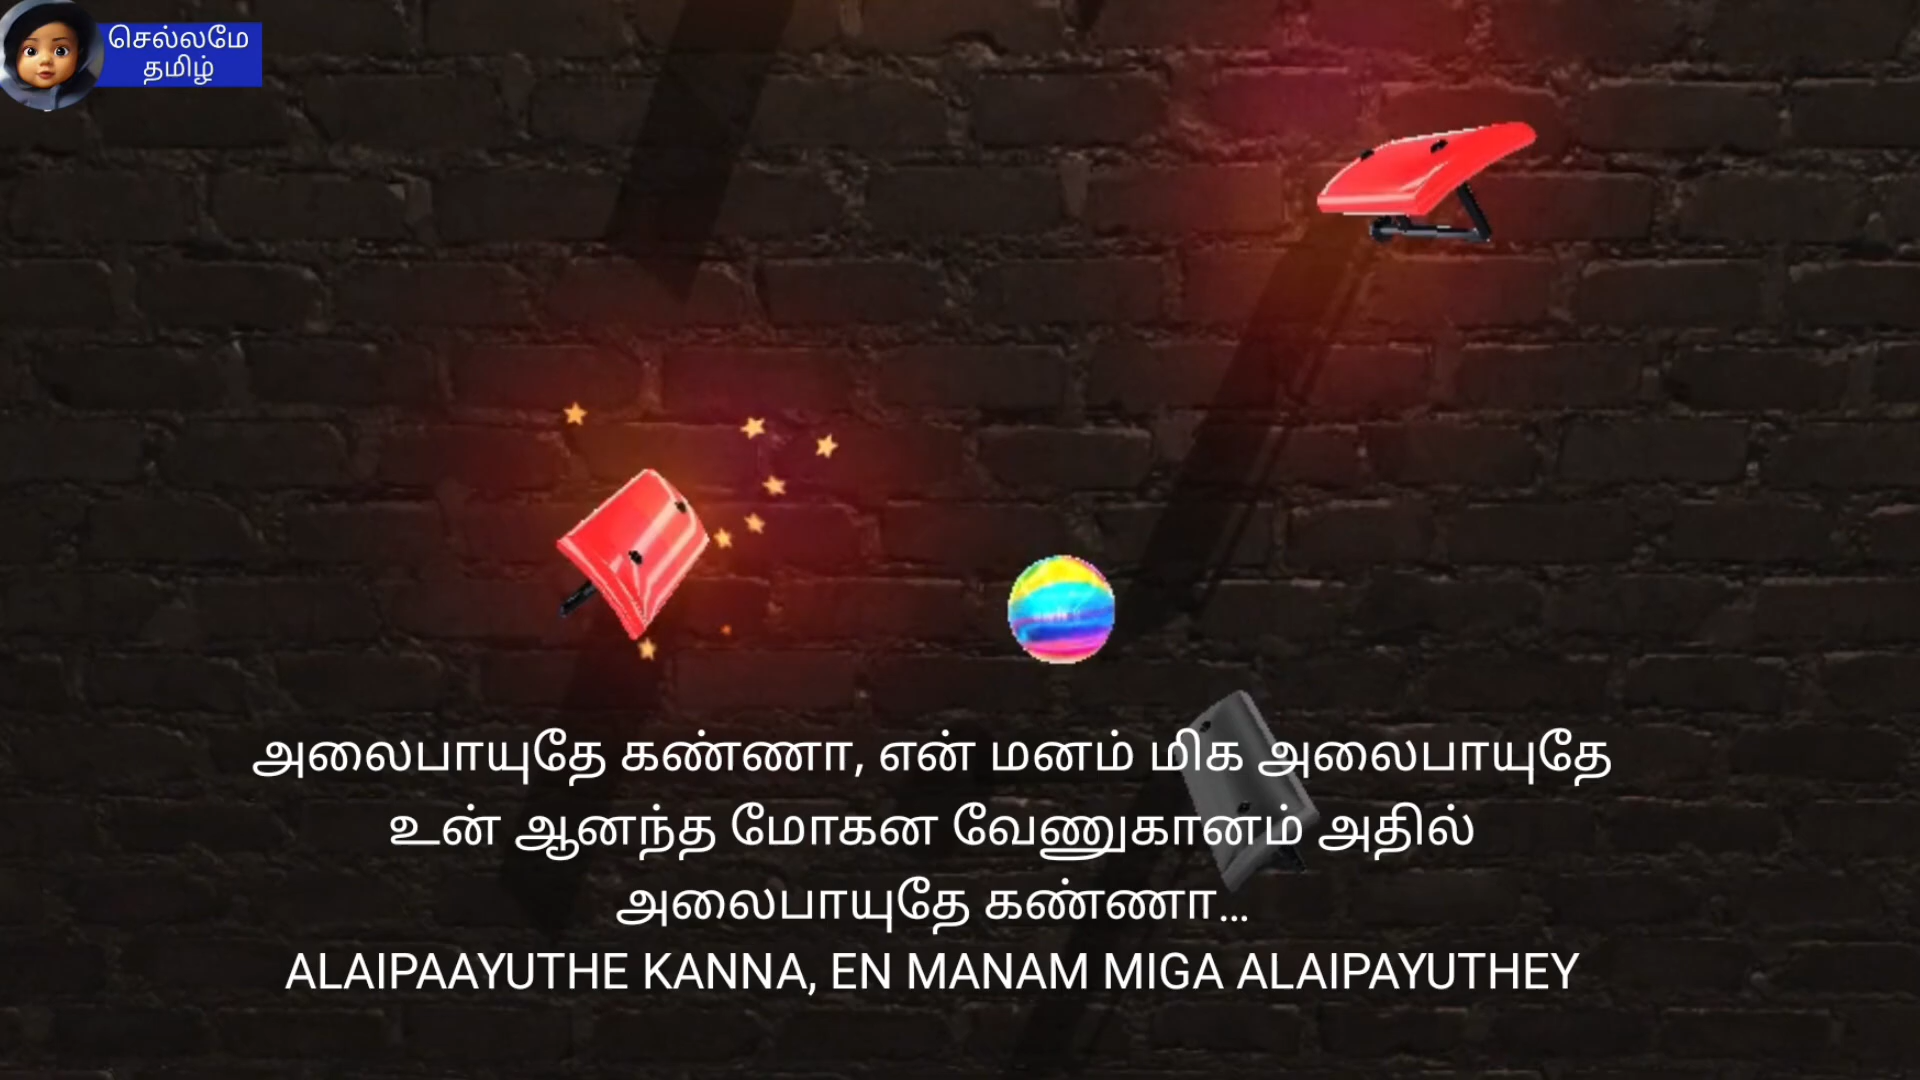 செல்லமே
தமிழ்
அலைபாயுதே கண்ணா, என் மனம் மிக அலைபாயுதே
உன் ஆனந்த மோகன வேணுகானம் அதில்
அலைபாயுதே கண்ணா...
ALAIPAAYUTHE KANNA, EN MANAM MIGA ALAIPAYUTHEY